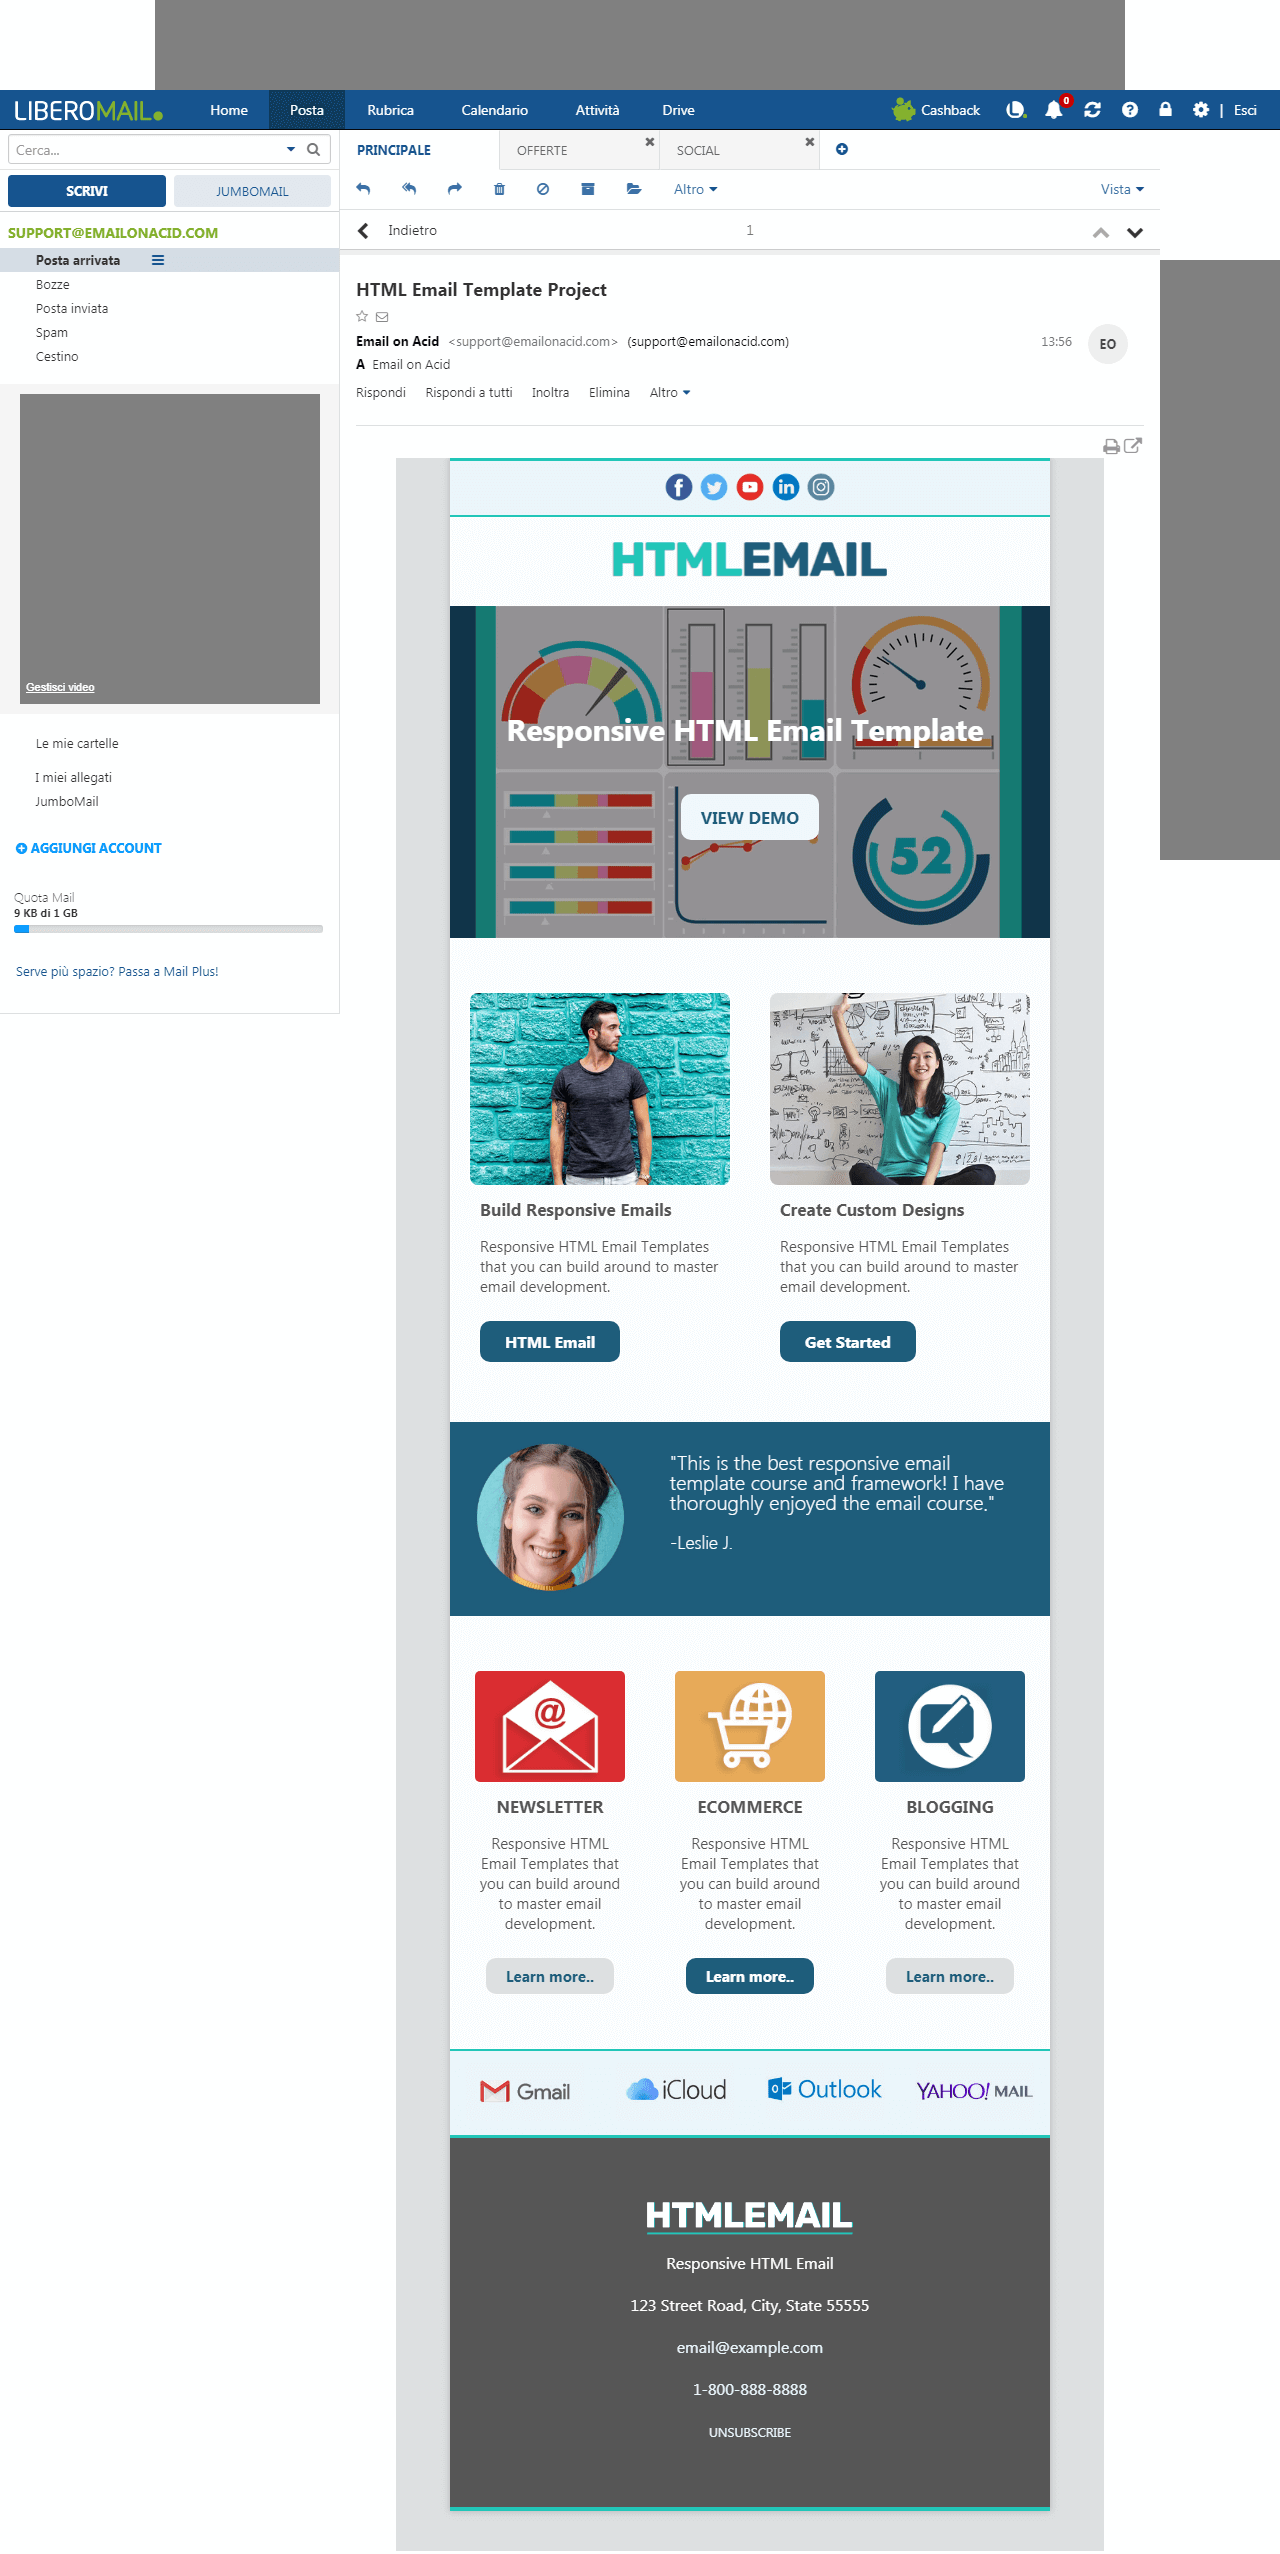 LIBEROMAIL
Home
Posta
Rubrica
Calendario
Attività
Drive
Cashback
0
| Esci
Cerca...
SCRIVI
JUMBOMAIL
SUPPORT@EMAILONACID.COM
Posta arrivata
Bozze
Posta inviata
Spam
Cestino
Gestisci video
Le mie cartelle
I miei allegati
JumboMail
AGGIUNGI ACCOUNT
Quota Mail
9 KB di 1 GB
Serve più spazio? Passa a Mail Plus!
PRINCIPALE
OFFERTE
SOCIAL
Altro
Vista
Indietro
1
HTML Email Template Project
Email on Acid <support@emailonacid.com> (support@emailonacid.com)
13:56
EO
A Email on Acid
Rispondi
Rispondi a tutti
Inoltra
Elimina
Altro
HTMLEMAIL
Responsive HTML Email Template
VIEW DEMO
52
Build Responsive Emails
Responsive HTML Email Templates
that you can build around to master
email development.
HTML Email
Create Custom Designs
Responsive HTML Email Templates
that you can build around to master
email development.
Get Started
"This is the best responsive email
template course and framework! I have
thoroughly enjoyed the email course."
-Leslie J.
NEWSLETTER
Responsive HTML
Email Templates that
you can build around
to master email
development.
Learn more..
ECOMMERCE
Responsive HTML
Email Templates that
you can build around
to master email
development.
Learn more..
BLOGGING
Responsive HTML
Email Templates that
you can build around
to master email
development.
Learn more..
Gmail
iCloud
Outlook
YAHOO! MAIL
HTMLEMAIL
Responsive HTML Email
123 Street Road, City, State 55555
email@example.com
1-800-888-8888
UNSUBSCRIBE